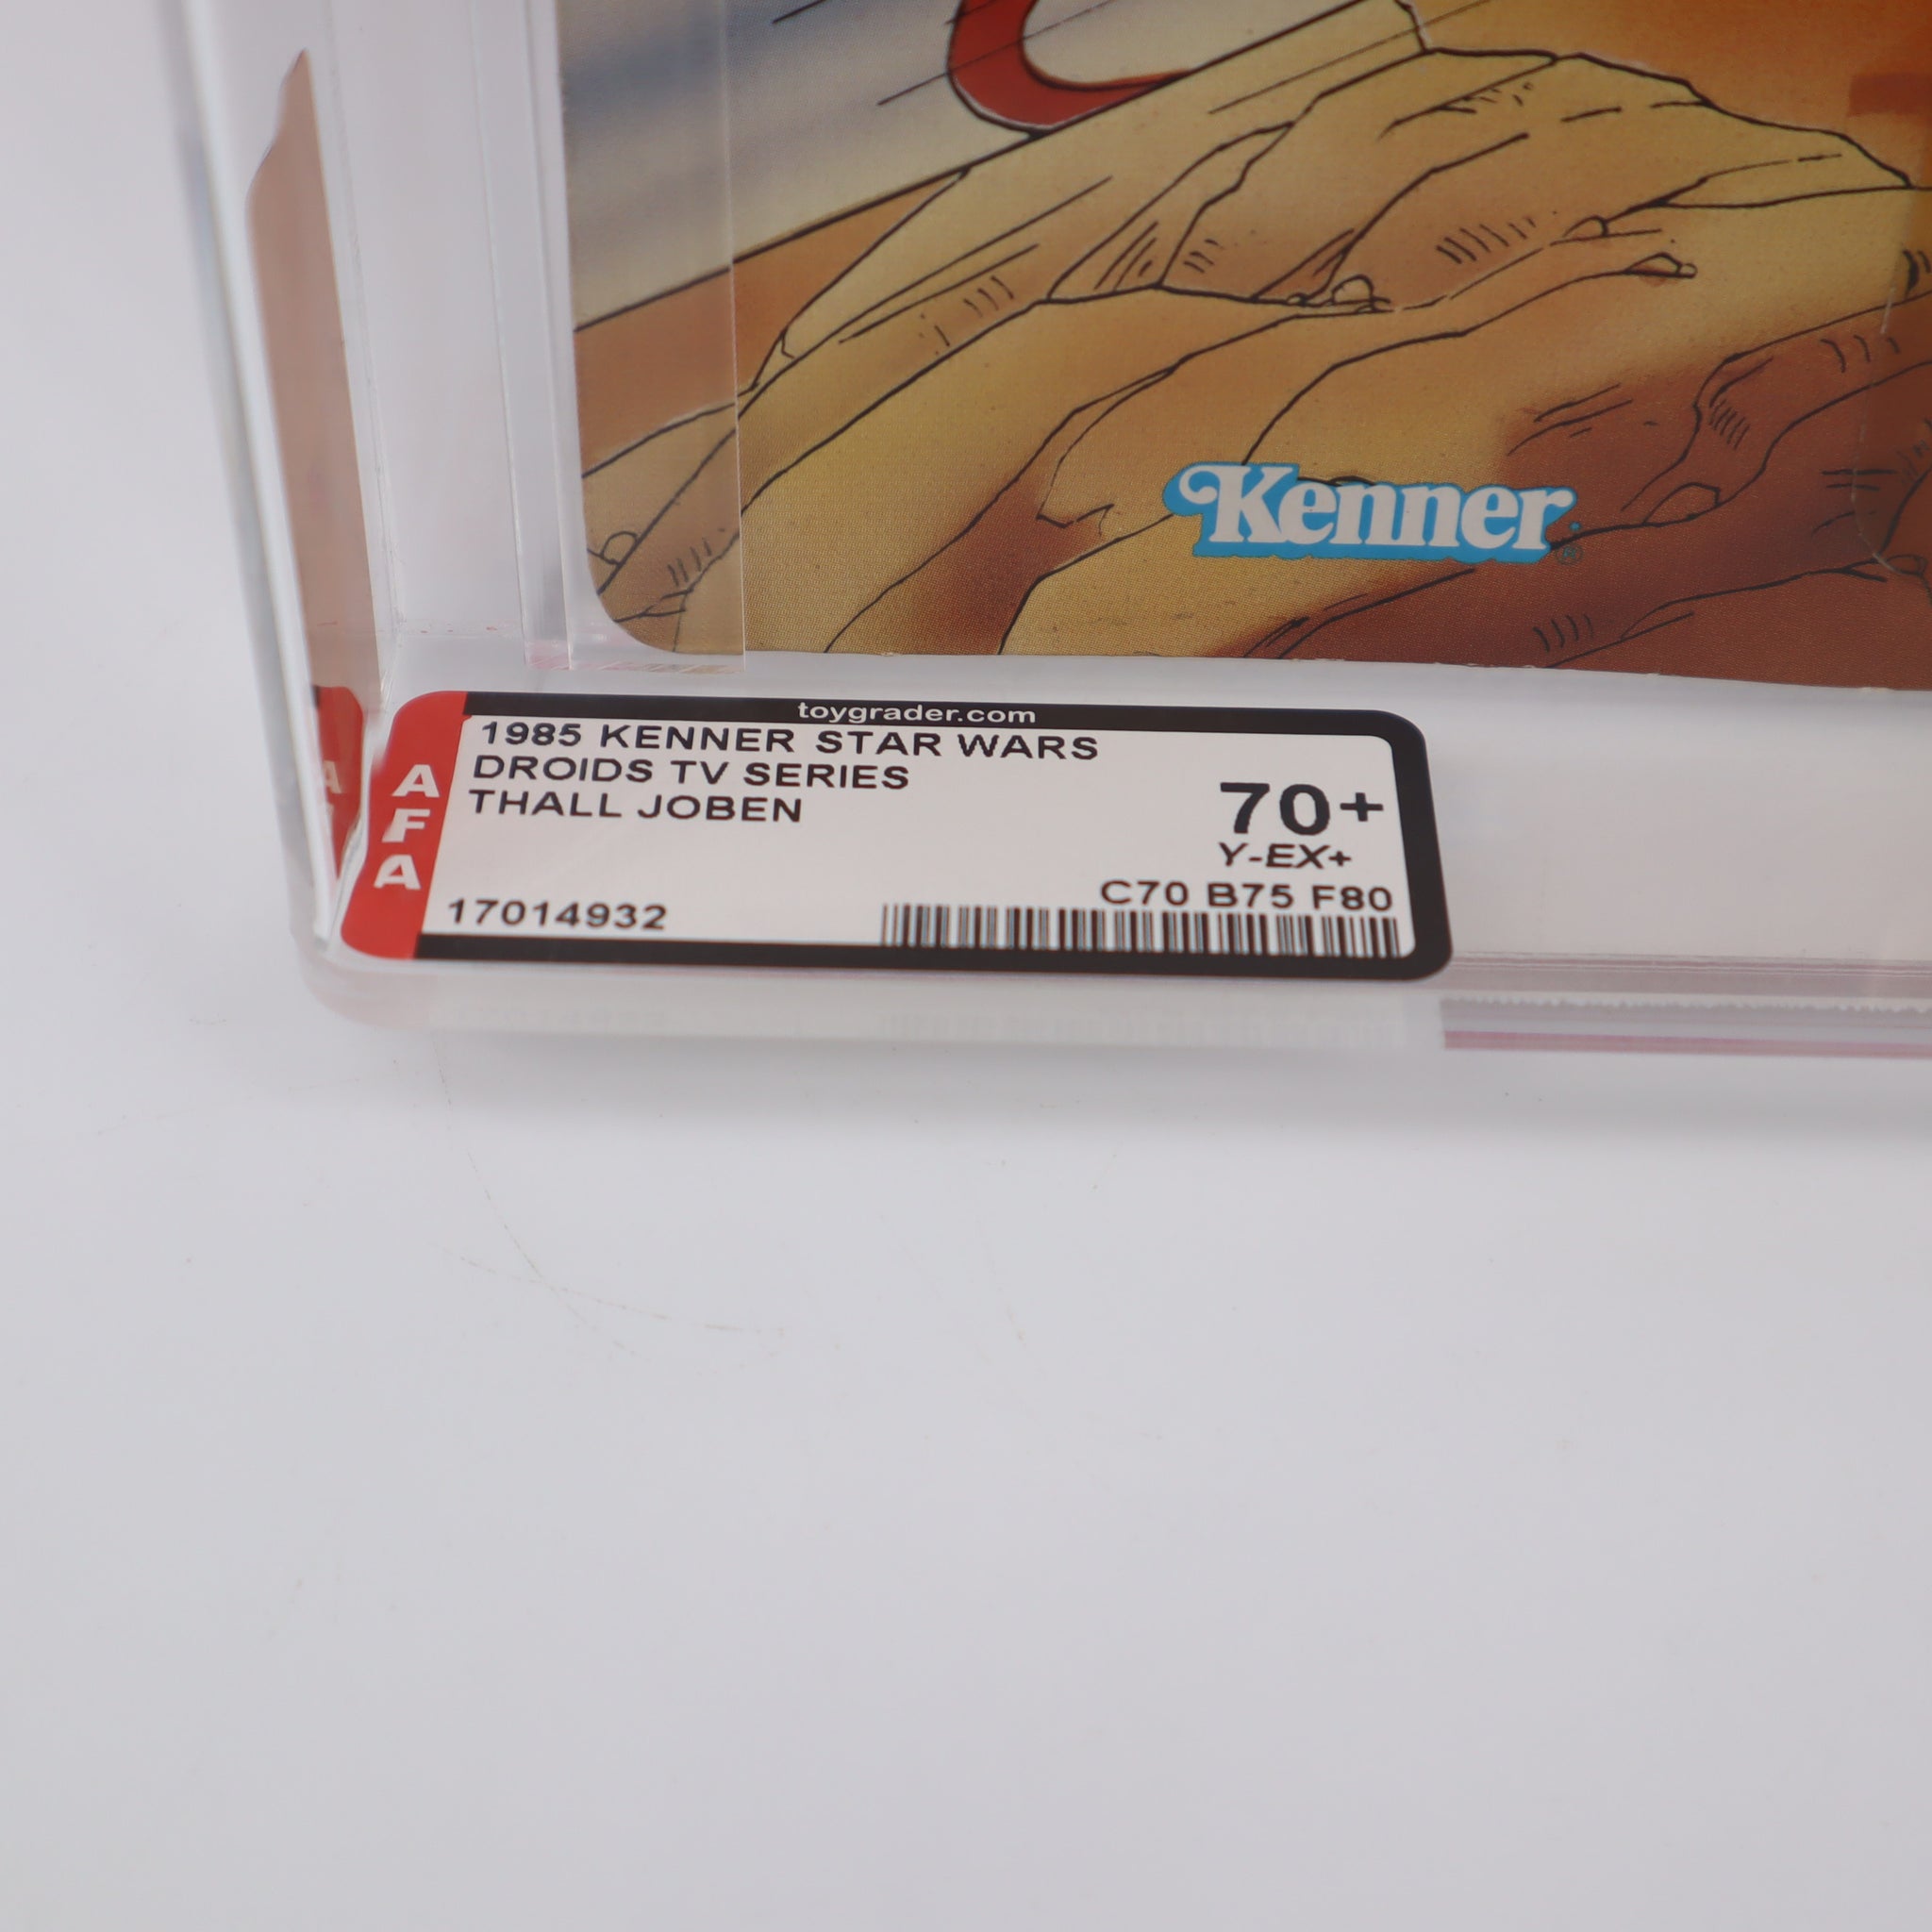 Kenner®
toygrader.com
AFA
1985 KENNER STAR WARS
DROIDS TV SERIES
THALL JOBEN
70+
Y-EX+
C70 B75 F80
17014932